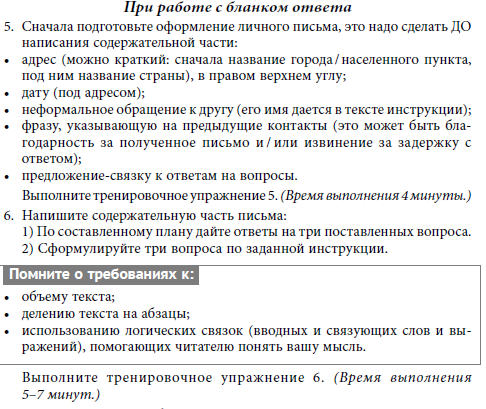 При работе с бланком ответа
5. Сначала подготовьте оформление личного письма, это надо сделать ДО
написания содержательной части:
• адрес (можно краткий: сначала название города/населенного пункта,
под ним название страны), в правом верхнем углу;
• дату (под адресом);
• неформальное обращение к другу (его имя дается в тексте инструкции);
• фразу, указывающую на предыдущие контакты (это может быть бла-
годарность за полученное письмо и/или извинение за задержку с
ответом);
• предложение-связку к ответам на вопросы.
Выполните тренировочное упражнение 5. (Время выполнения 4 минуты.)
6. Напишите содержательную часть письма:
1) По составленному плану дайте ответы на три поставленных вопроса.
2) Сформулируйте три вопроса по заданной инструкции.
Помните о требованиях к:
• объему текста;
• делению текста на абзацы;
• использованию логических связок (вводных и связующих слов и вы-
ражений), помогающих читателю понять вашу мысль.
Выполните тренировочное упражнение 6. (Время выполнения
5–7 минут.)